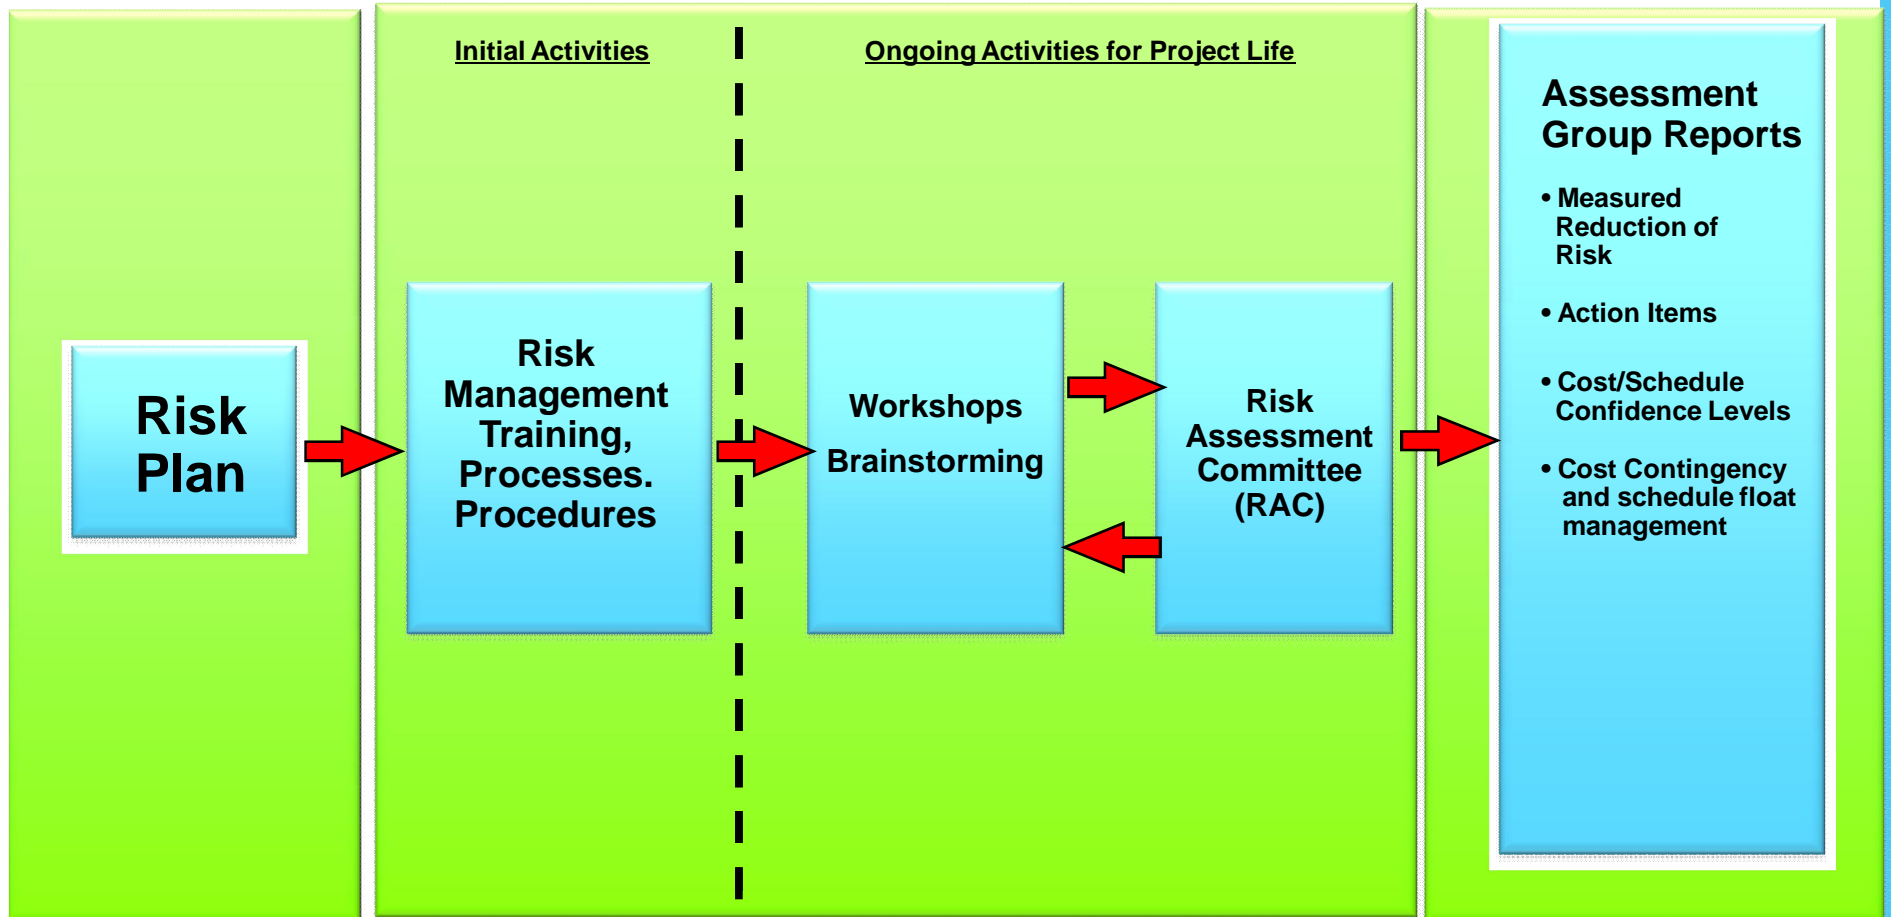 Initial Activities
Ongoing Activities for Project Life
Risk
Plan
Risk
Management
Training,
Processes.
Procedures
Workshops
Brainstorming
Risk
Assessment
Committee
(RAC)
Assessment
Group Reports
• Measured
Reduction of
Risk
• Action Items
• Cost/Schedule
Confidence Levels
• Cost Contingency
and schedule float
management